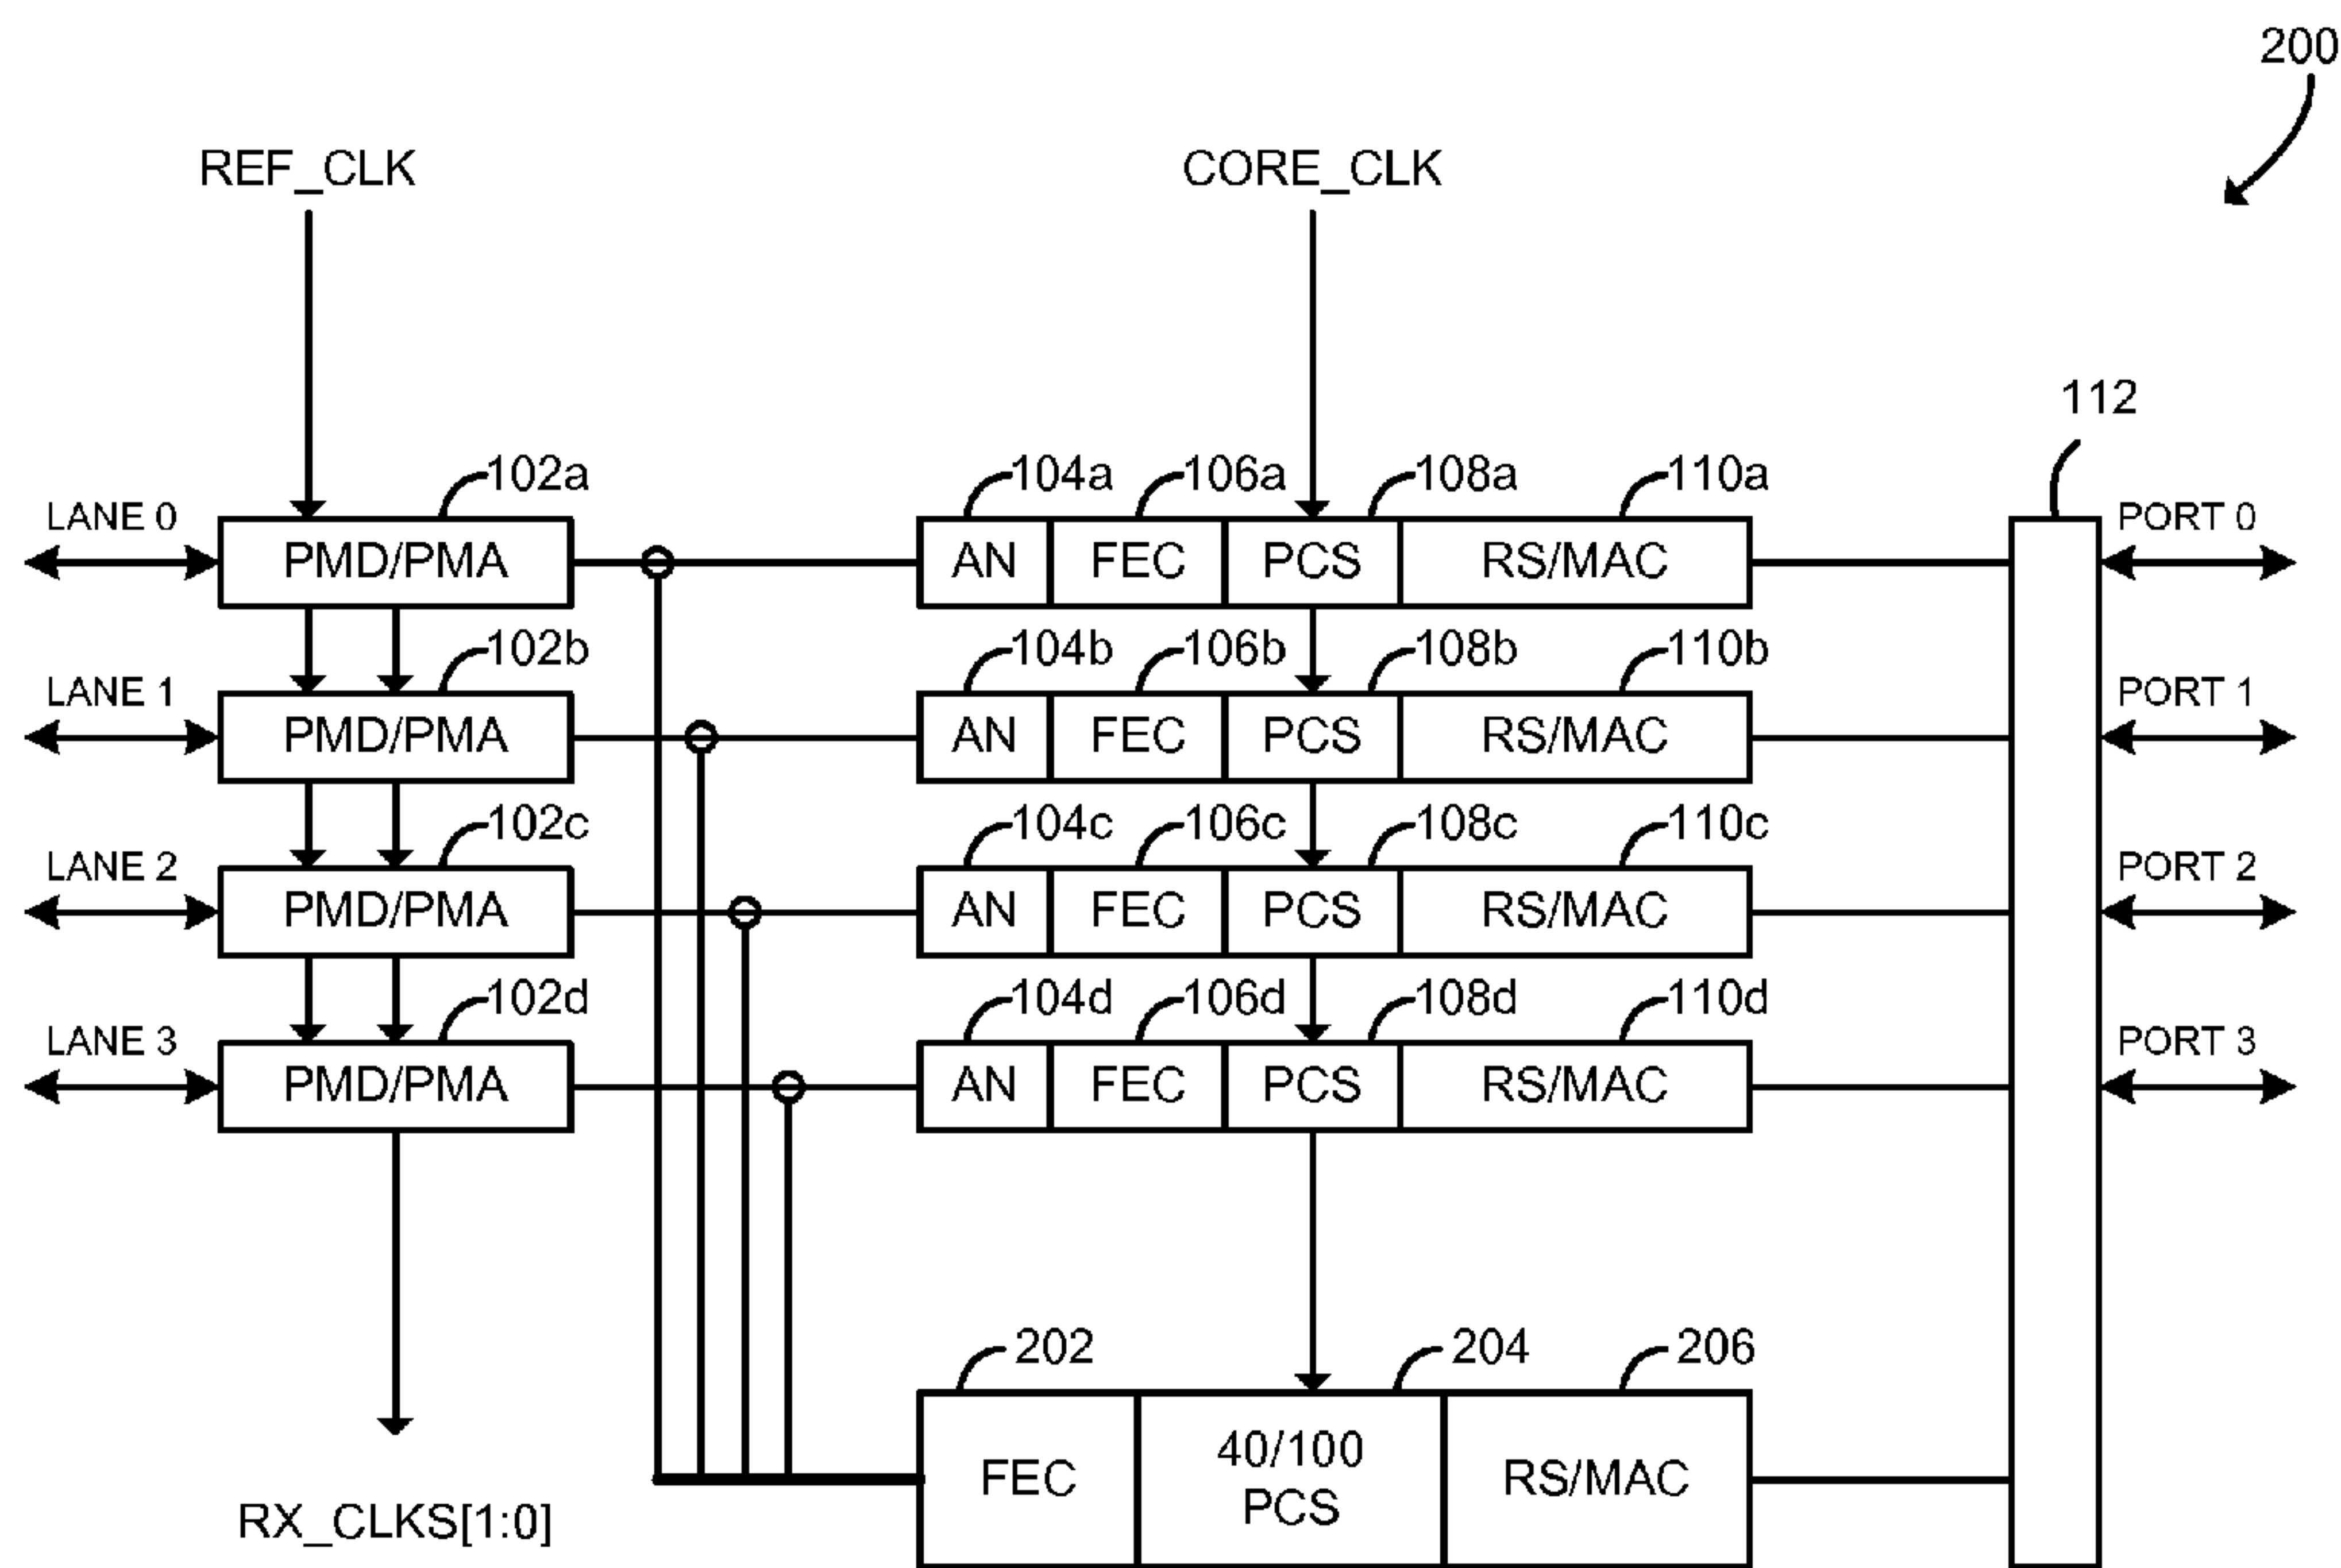 200
REF_CLK CORE_CLK
112
102a 104a 106a 108a 110a
LANE 0 PORT 0
PMD/PMA AN FEC PCS RS/MAC
102b 104b 106b 108b 110b
LANE 1 PORT 1
PMD/PMA AN FEC PCS RS/MAC
102c 104c 106c 108c 110c
LANE 2 PORT 2
PMD/PMA AN FEC PCS RS/MAC
102d 104d 106d 108d 110d
LANE 3 PORT 3
PMD/PMA AN FEC PCS RS/MAC
202 204 206
FEC 40/100 RS/MAC
PCS
RX_CLKS[1:0]